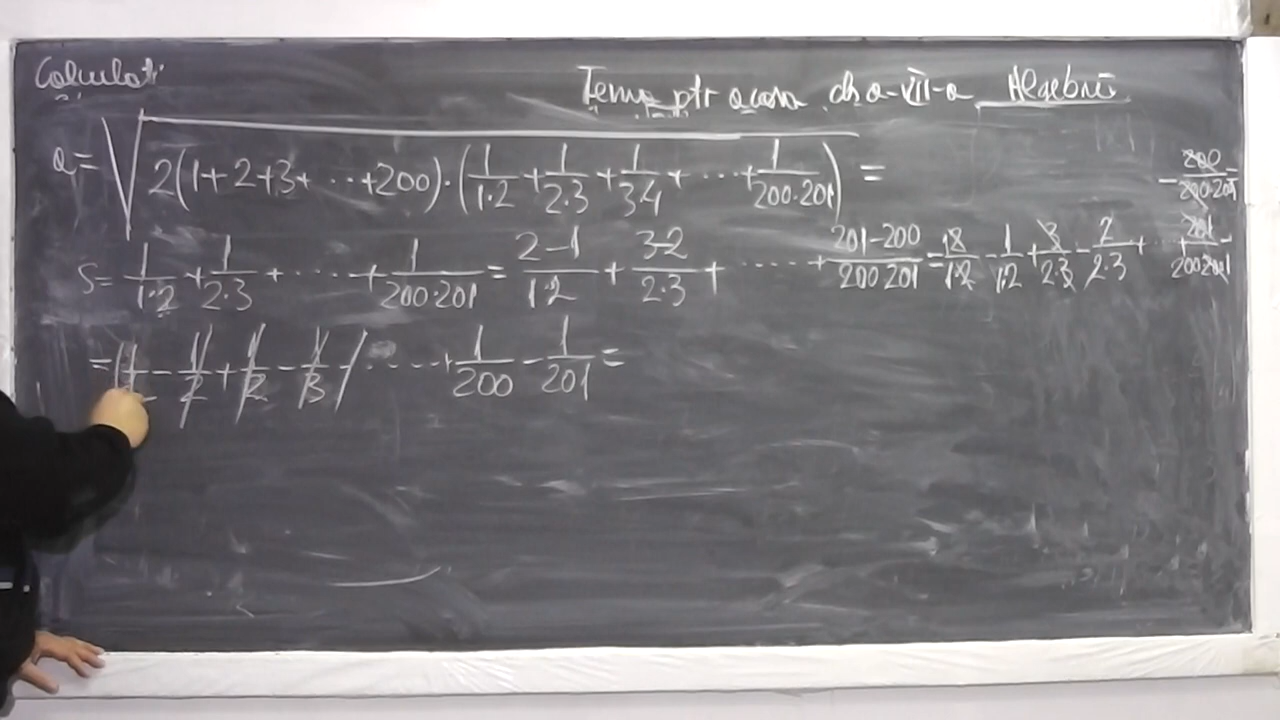 Calculati
Temă ptr acasa cls a-VII-a Algebră
a = √(2(1+2+3+ ··· +200)·(1/1·2 + 1/2·3 + 1/3·4 + ··· + 1/200·201)) =
S = 1/1·2 + 1/2·3 + ······ + 1/200·201 = 2-1/1·2 + 3-2/2·3 + ····· + 201-200/200·201 = 2/1·2 - 1/1·2 + 3/2·3 - 2/2·3 + ·· + 201/200·201 -
- 200/200·201 =
= 1/1 - 1/2 + 1/2 - 1/3 + ····· + 1/200 - 1/201 =